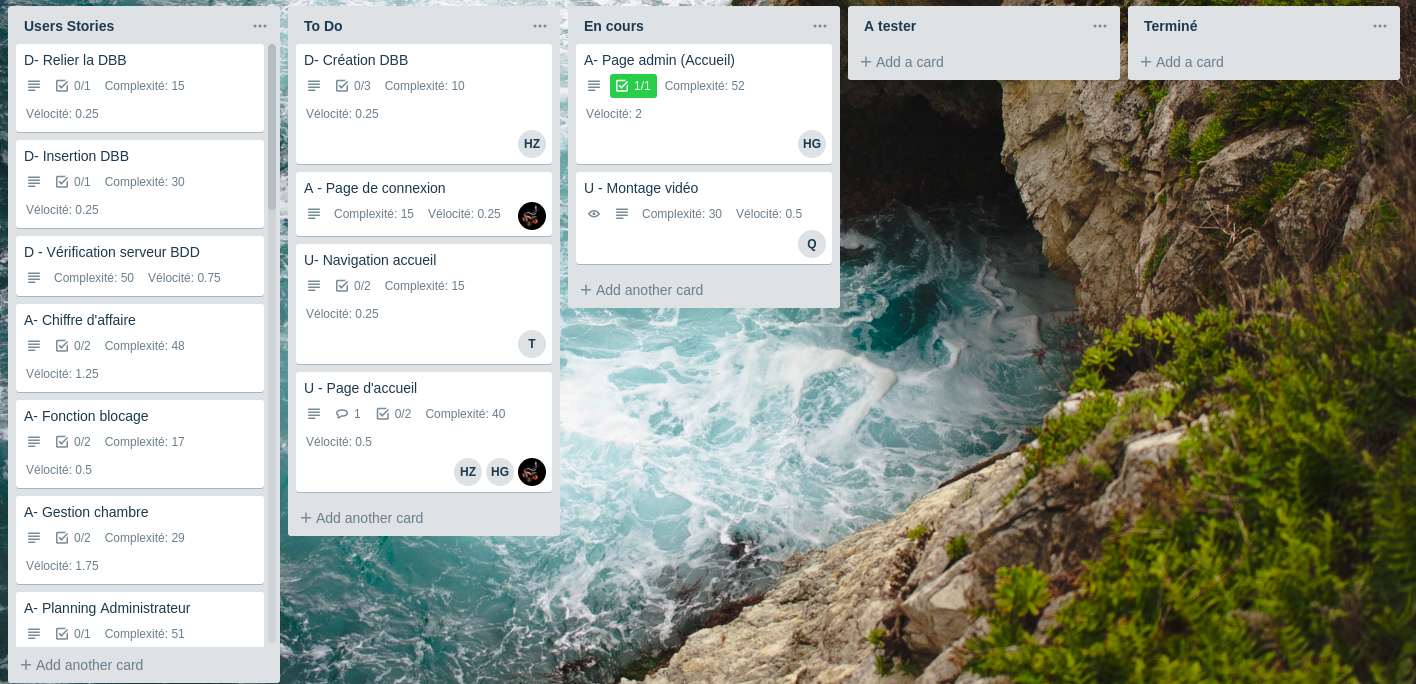 Users Stories
D- Relier la DBB
0/1 Complexité: 15
Vélocité: 0.25
D- Insertion DBB
0/1 Complexité: 30
Vélocité: 0.25
D - Vérification serveur BDD
Complexité: 50 Vélocité: 0.75
A- Chiffre d'affaire
0/2 Complexité: 48
Vélocité: 1.25
A- Fonction blocage
0/2 Complexité: 17
Vélocité: 0.5
A- Gestion chambre
0/2 Complexité: 29
Vélocité: 1.75
A- Planning Administrateur
0/1 Complexité: 51
Add another card
To Do
D- Création DBB
0/3 Complexité: 10
Vélocité: 0.25
HZ
A - Page de connexion
Complexité: 15 Vélocité: 0.25
U- Navigation accueil
0/2 Complexité: 15
Vélocité: 0.25
T
U - Page d'accueil
1 0/2 Complexité: 40
Vélocité: 0.5
HZ HG
Add another card
En cours
A- Page admin (Accueil)
1/1 Complexité: 52
Vélocité: 2
HG
U - Montage vidéo
Complexité: 30 Vélocité: 0.5
Q
Add another card
A tester
Add a card
Terminé
Add a card